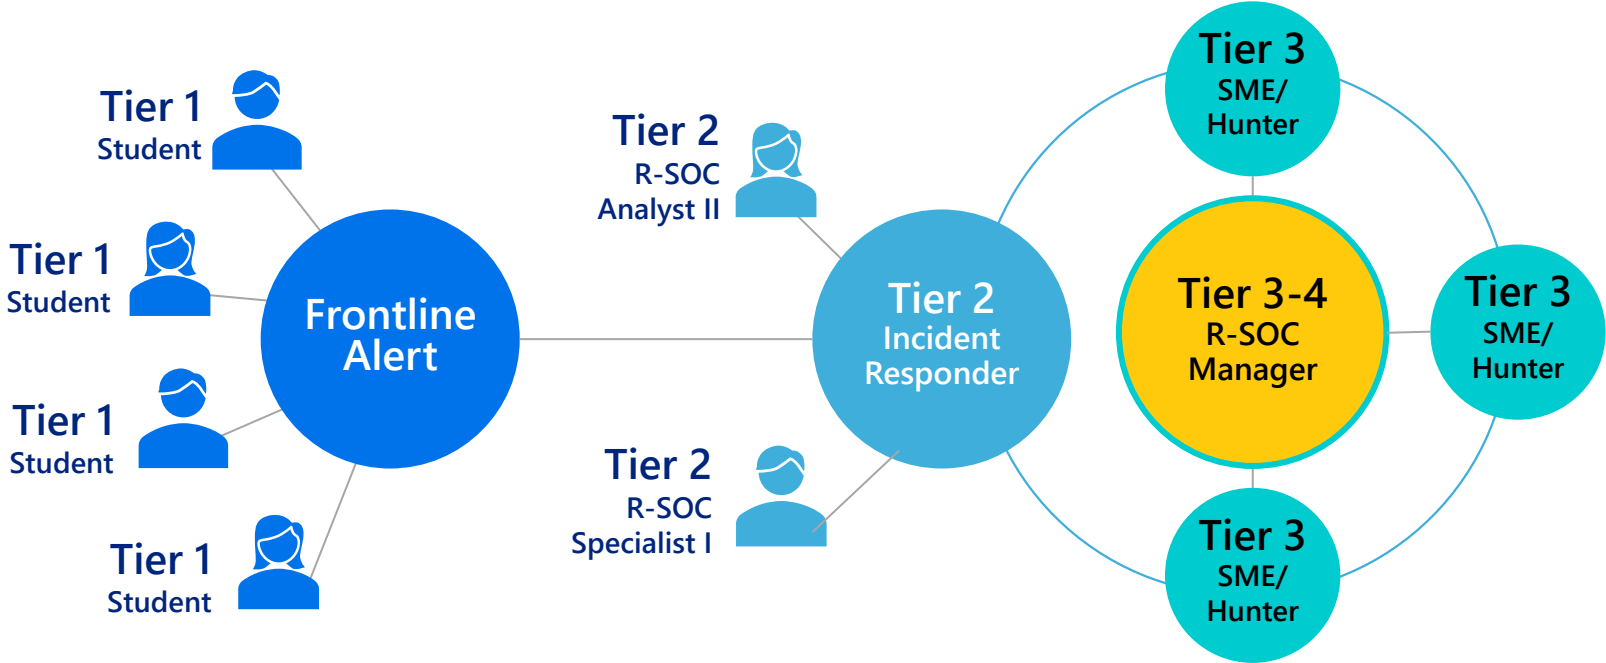 Tier 1
Student
Tier 1
Student
Tier 1
Student
Tier 1
Student
Frontline
Alert
Tier 2
R-SOC
Analyst II
Tier 2
R-SOC
Specialist I
Tier 2
Incident
Responder
Tier 3
SME/
Hunter
Tier 3-4
R-SOC
Manager
Tier 3
SME/
Hunter
Tier 3
SME/
Hunter